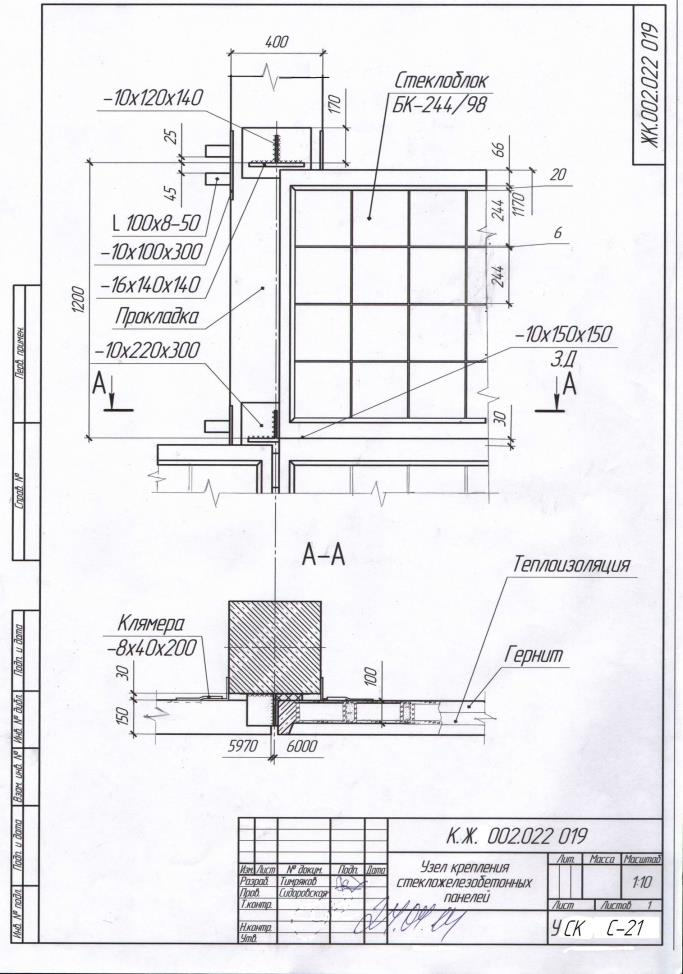 ЖК.002.022 019
400
-10х120х140
Стеклоблок
БК-244/98
170
25
45
66
20
244
1170
6
244
L 100х8-50
-10х100х300
-16х140х140
1200
Прокладка
-10х220х300
-10х150х150
З.Д
А
А
30
А-А
Теплоизоляция
Клямера
-8х40х200
Гернит
30
100
150
5970
6000
Перв. примен.
Справ. №
Подп. и дата
Инв. № дубл.
Взам. инв. №
Подп. и дата
Инв. № подл.
К.Ж. 002.022 019
Изм. Лист № докум. Подп. Дата
Разраб. Тимряков
Пров. Сидоровская
Т.контр.
Н.контр.
Утв.
Узел крепления
стекложелезобетонных
панелей
Лит. Масса Масштаб
1:10
Лист Листов 1
УСК С-21